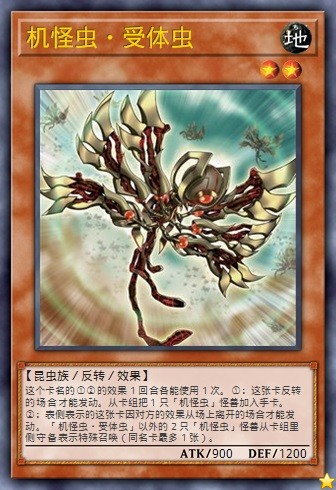 机怪虫・受体虫
地
【昆虫族／反转／效果】
这个卡名的①②的效果1回合各能使用1次。①：这张卡反转
的场合才能发动。从卡组把1只「机怪虫」怪兽加入手卡。
②：表侧表示的这张卡因对方的效果从场上离开的场合才能发
动。「机怪虫・受体虫」以外的2只「机怪虫」怪兽从卡组里
侧守备表示特殊召唤（同名卡最多1张）。
ATK/900 DEF/1200